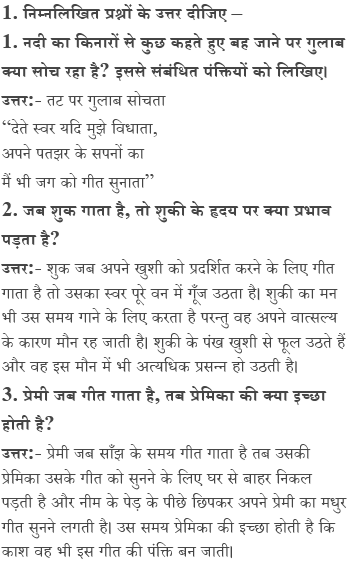 1. निम्नलिखित प्रश्नों के उत्तर दीजिए –
1. नदी का किनारों से कुछ कहते हुए बह जाने पर गुलाब
क्या सोच रहा है? इससे संबंधित पंक्तियों को लिखिए।
उत्तर:- तट पर गुलाब सोचता
“देते स्वर यदि मुझे विधाता,
अपने पतझर के सपनों का
मैं भी जग को गीत सुनाता”
2. जब शुक गाता है, तो शुकी के हृदय पर क्या प्रभाव
पड़ता है?
उत्तर:- शुक जब अपने खुशी को प्रदर्शित करने के लिए गीत
गाता है तो उसका स्वर पूरे वन में गूँज उठता है। शुकी का मन
भी उस समय गाने के लिए करता है परन्तु वह अपने वात्सल्य
के कारण मौन रह जाती है। शुकी के पंख खुशी से फूल उठते हैं
और वह इस मौन में भी अत्यधिक प्रसन्न हो उठती है।
3. प्रेमी जब गीत गाता है, तब प्रेमिका की क्या इच्छा
होती है?
उत्तर:- प्रेमी जब साँझ के समय गीत गाता है तब उसकी
प्रेमिका उसके गीत को सुनने के लिए घर से बाहर निकल
पड़ती है और नीम के पेड़ के पीछे छिपकर अपने प्रेमी का मधुर
गीत सुनने लगती है। उस समय प्रेमिका की इच्छा होती है कि
काश वह भी इस गीत की पंक्ति बन जाती।